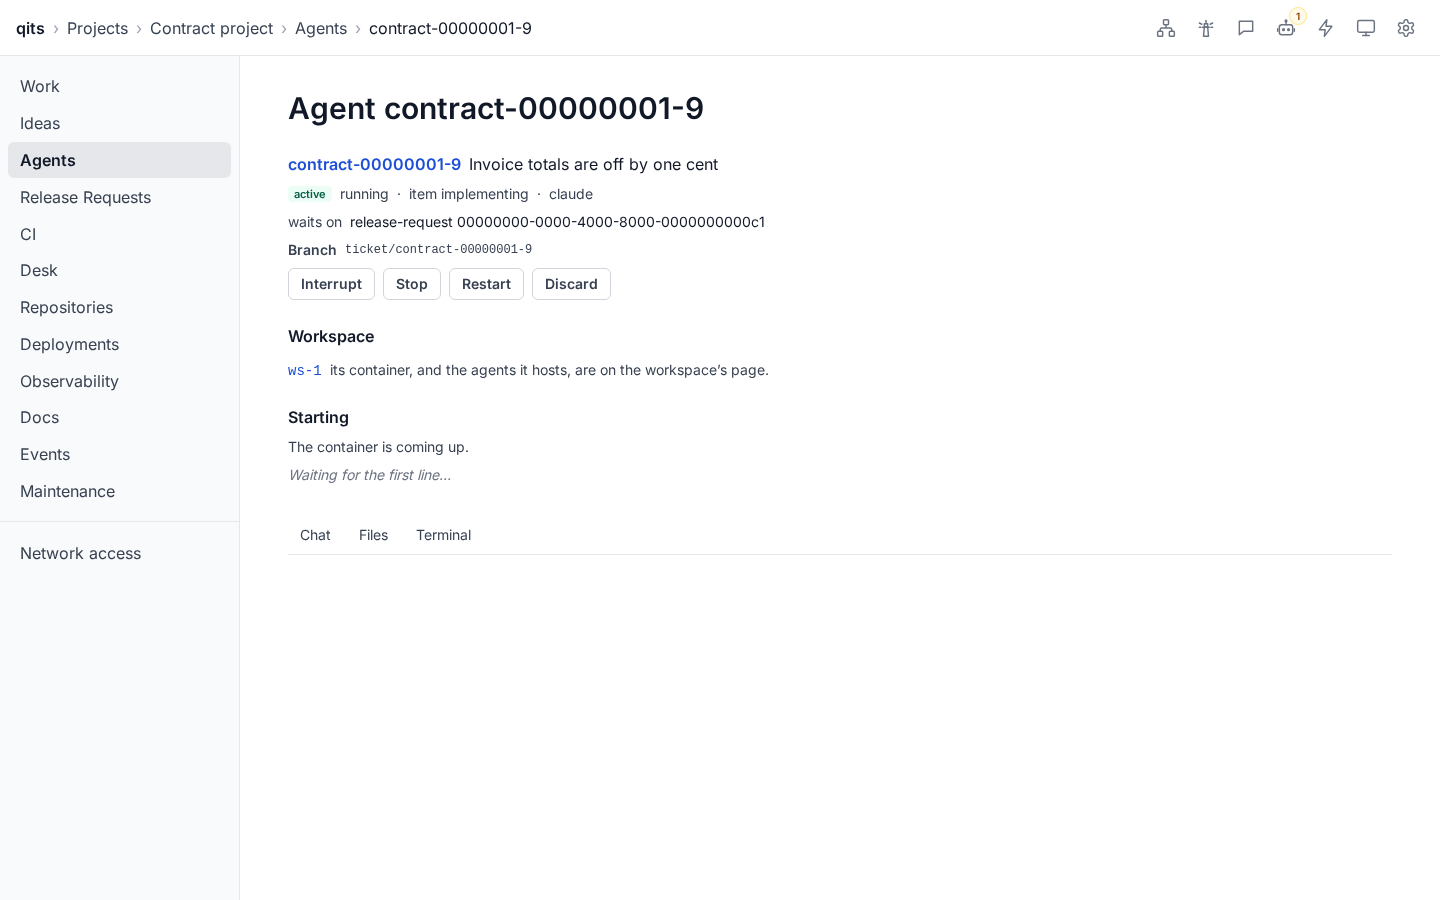 qits › Projects › Contract project › Agents › contract-00000001-9
1
Work
Ideas
Agents
Release Requests
CI
Desk
Repositories
Deployments
Observability
Docs
Events
Maintenance
Network access
Agent contract-00000001-9
contract-00000001-9 Invoice totals are off by one cent
active running · item implementing · claude
waits on release-request 00000000-0000-4000-8000-0000000000c1
Branch ticket/contract-00000001-9
Interrupt Stop Restart Discard
Workspace
ws-1 its container, and the agents it hosts, are on the workspace’s page.
Starting
The container is coming up.
Waiting for the first line…
Chat Files Terminal